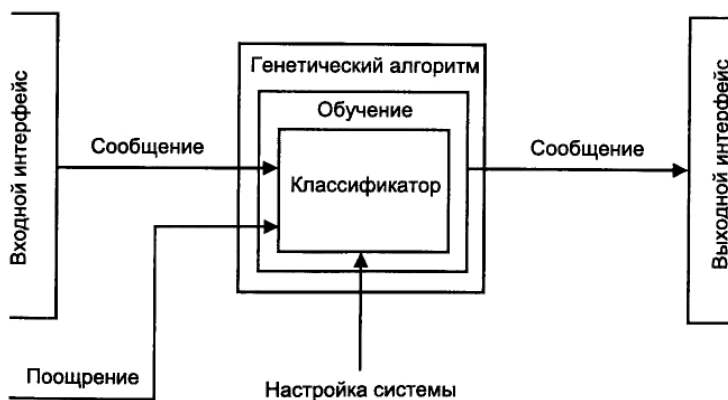 Входной интерфейс
Сообщение
Генетический алгоритм
Обучение
Классификатор
Сообщение
Выходной интерфейс
Поощрение
Настройка системы